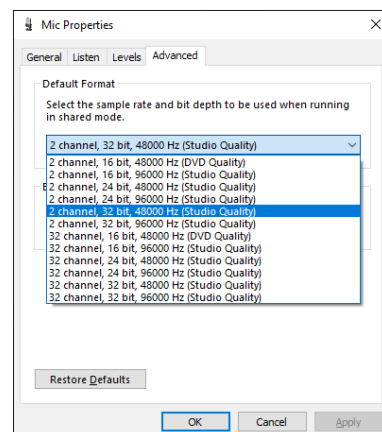 Mic Properties
General Listen Levels Advanced
Default Format
Select the sample rate and bit depth to be used when running
in shared mode.
2 channel, 32 bit, 48000 Hz (Studio Quality)
2 channel, 16 bit, 48000 Hz (DVD Quality)
2 channel, 16 bit, 96000 Hz (Studio Quality)
2 channel, 24 bit, 48000 Hz (Studio Quality)
2 channel, 24 bit, 96000 Hz (Studio Quality)
2 channel, 32 bit, 48000 Hz (Studio Quality)
2 channel, 32 bit, 96000 Hz (Studio Quality)
32 channel, 16 bit, 48000 Hz (DVD Quality)
32 channel, 16 bit, 96000 Hz (Studio Quality)
32 channel, 24 bit, 48000 Hz (Studio Quality)
32 channel, 24 bit, 96000 Hz (Studio Quality)
32 channel, 32 bit, 48000 Hz (Studio Quality)
32 channel, 32 bit, 96000 Hz (Studio Quality)
Restore Defaults
OK Cancel Apply